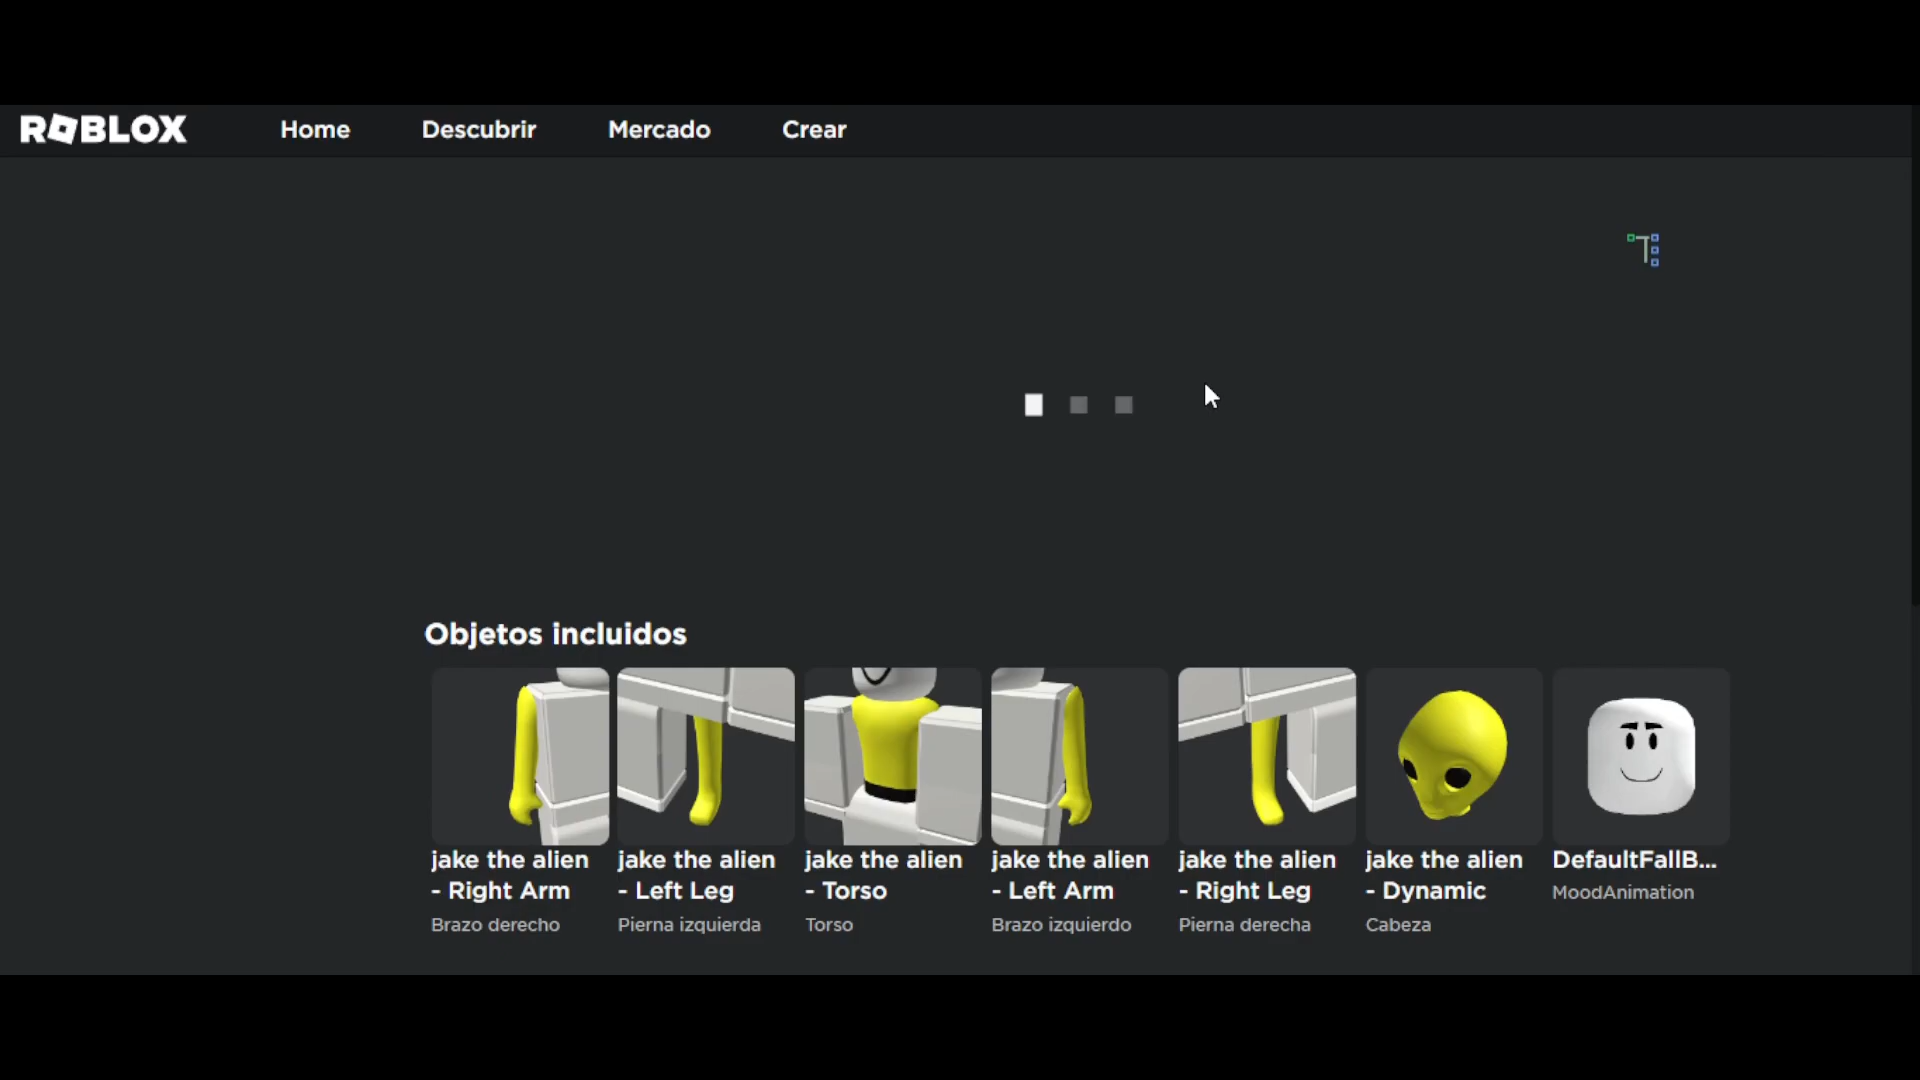 ROBLOX Home Descubrir Mercado Crear
Objetos incluidos
jake the alien - Right Arm
Brazo derecho
jake the alien - Left Leg
Pierna izquierda
jake the alien - Torso
Torso
jake the alien - Left Arm
Brazo izquierdo
jake the alien - Right Leg
Pierna derecha
jake the alien - Dynamic
Cabeza
DefaultFallB...
MoodAnimation